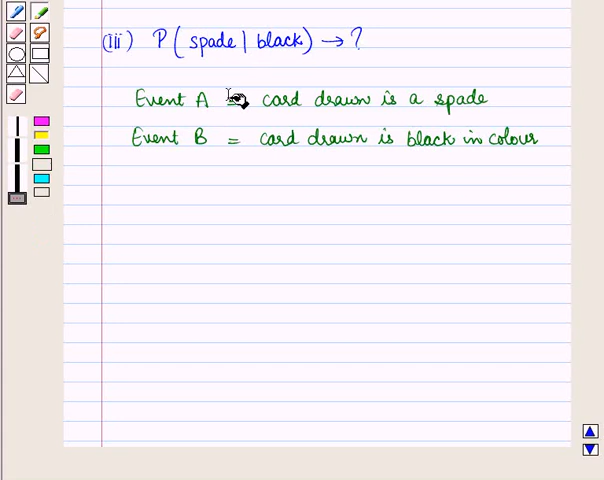 (iii) P( spade | black) → ?
Event A = card drawn is a spade
Event B = card drawn is black in colour